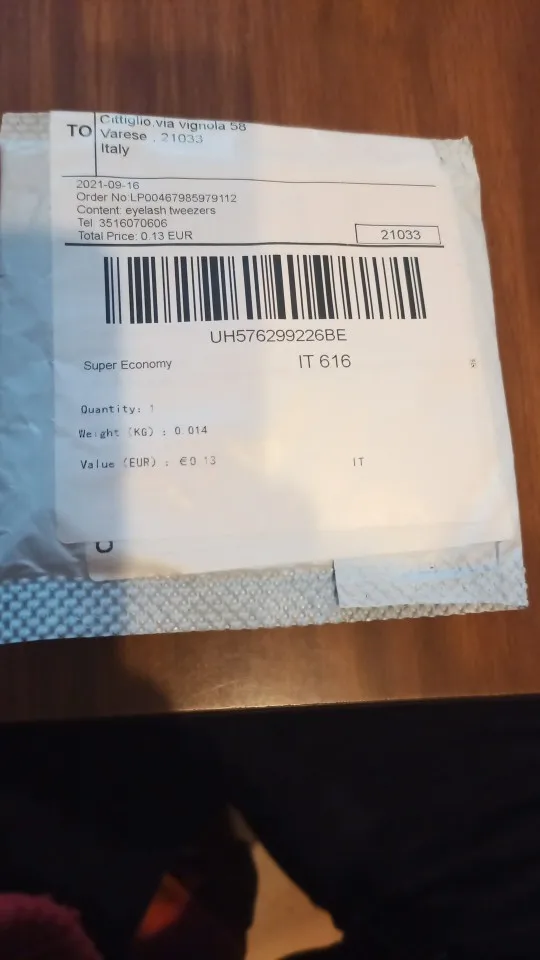 TO
Cittiglio,via vignola 58
Varese , 21033
Italy
2021-09-16
Order No:LP00467985979112
Content: eyelash tweezers
Tel: 3516070606
Total Price: 0.13 EUR
21033
UH576299226BE
Super Economy
IT 616
Quantity: 1
Weight (KG) : 0.014
Value (EUR) : €0.13
IT